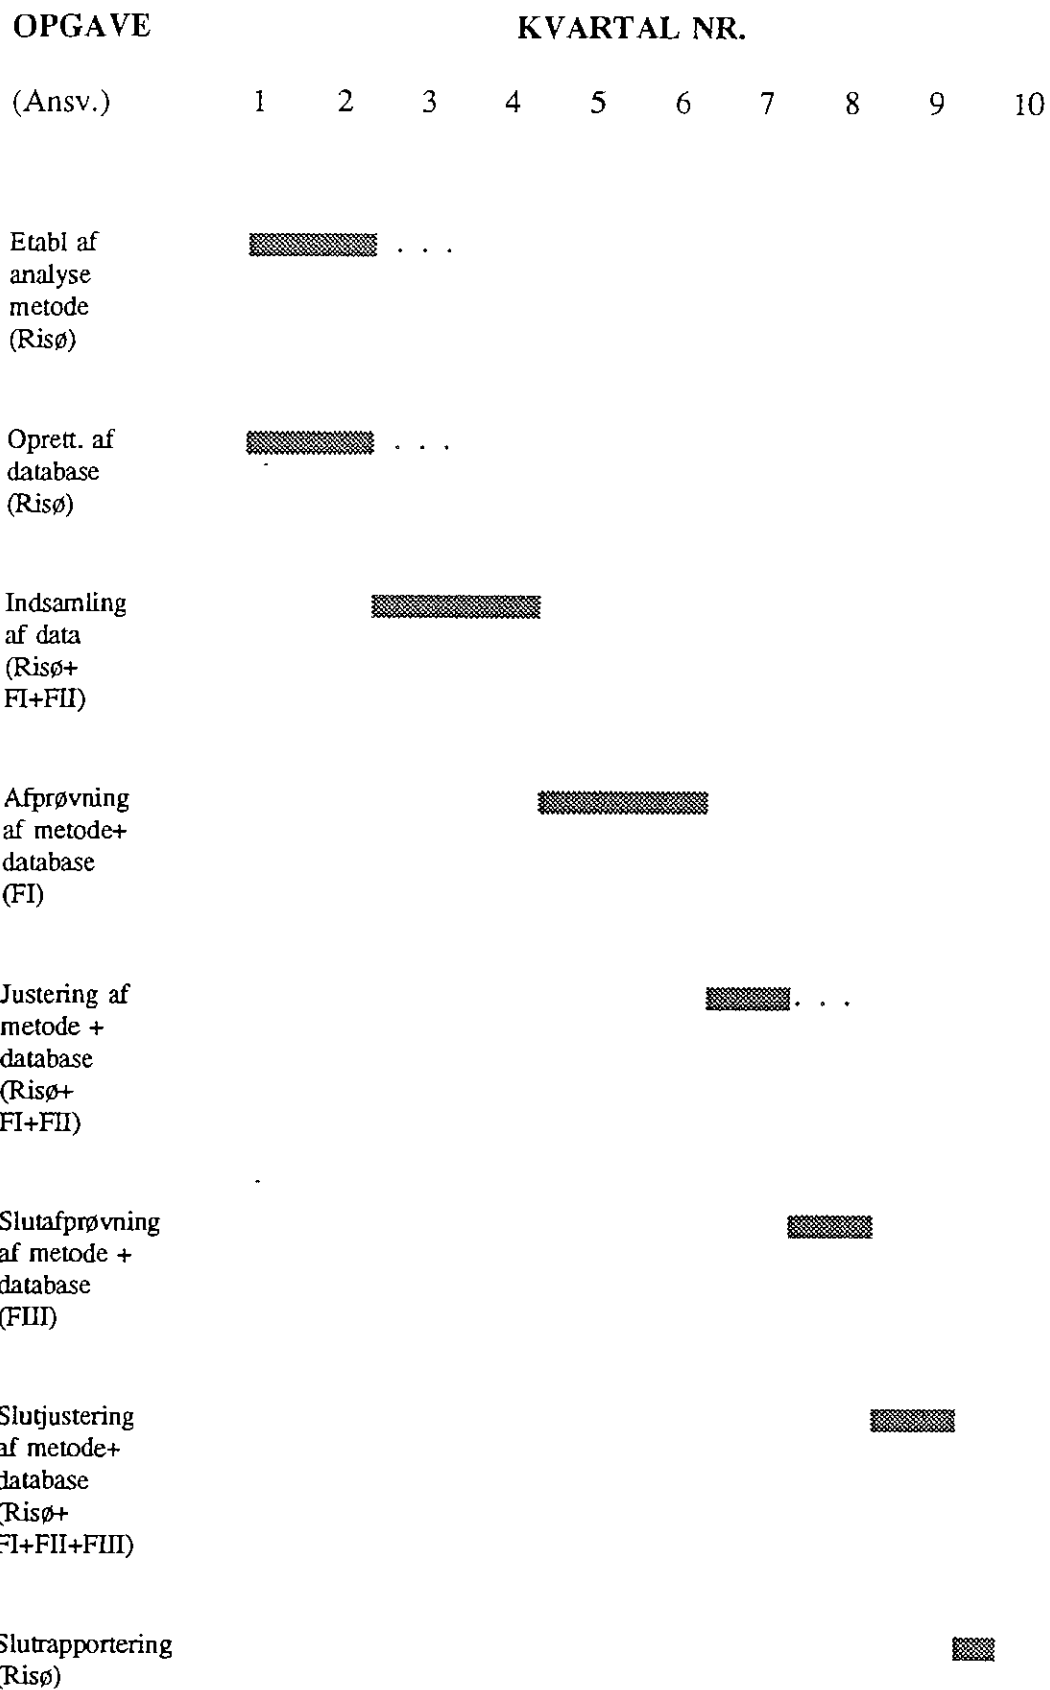 OPGAVE KVARTAL NR.
(Ansv.) 1 2 3 4 5 6 7 8 9 10
Etabl af . . .
analyse
metode
(Risø)
Oprett. af . . .
database
(Risø)
Indsamling
af data
(Risø+
FI+FII)
Afprøvning
af metode+
database
(FI)
Justering af . . .
metode +
database
(Risø+
FI+FII)
Slutafprøvning
af metode +
database
(FIII)
Slutjustering
af metode+
database
(Risø+
FI+FII+FIII)
Slutrapportering
(Risø)